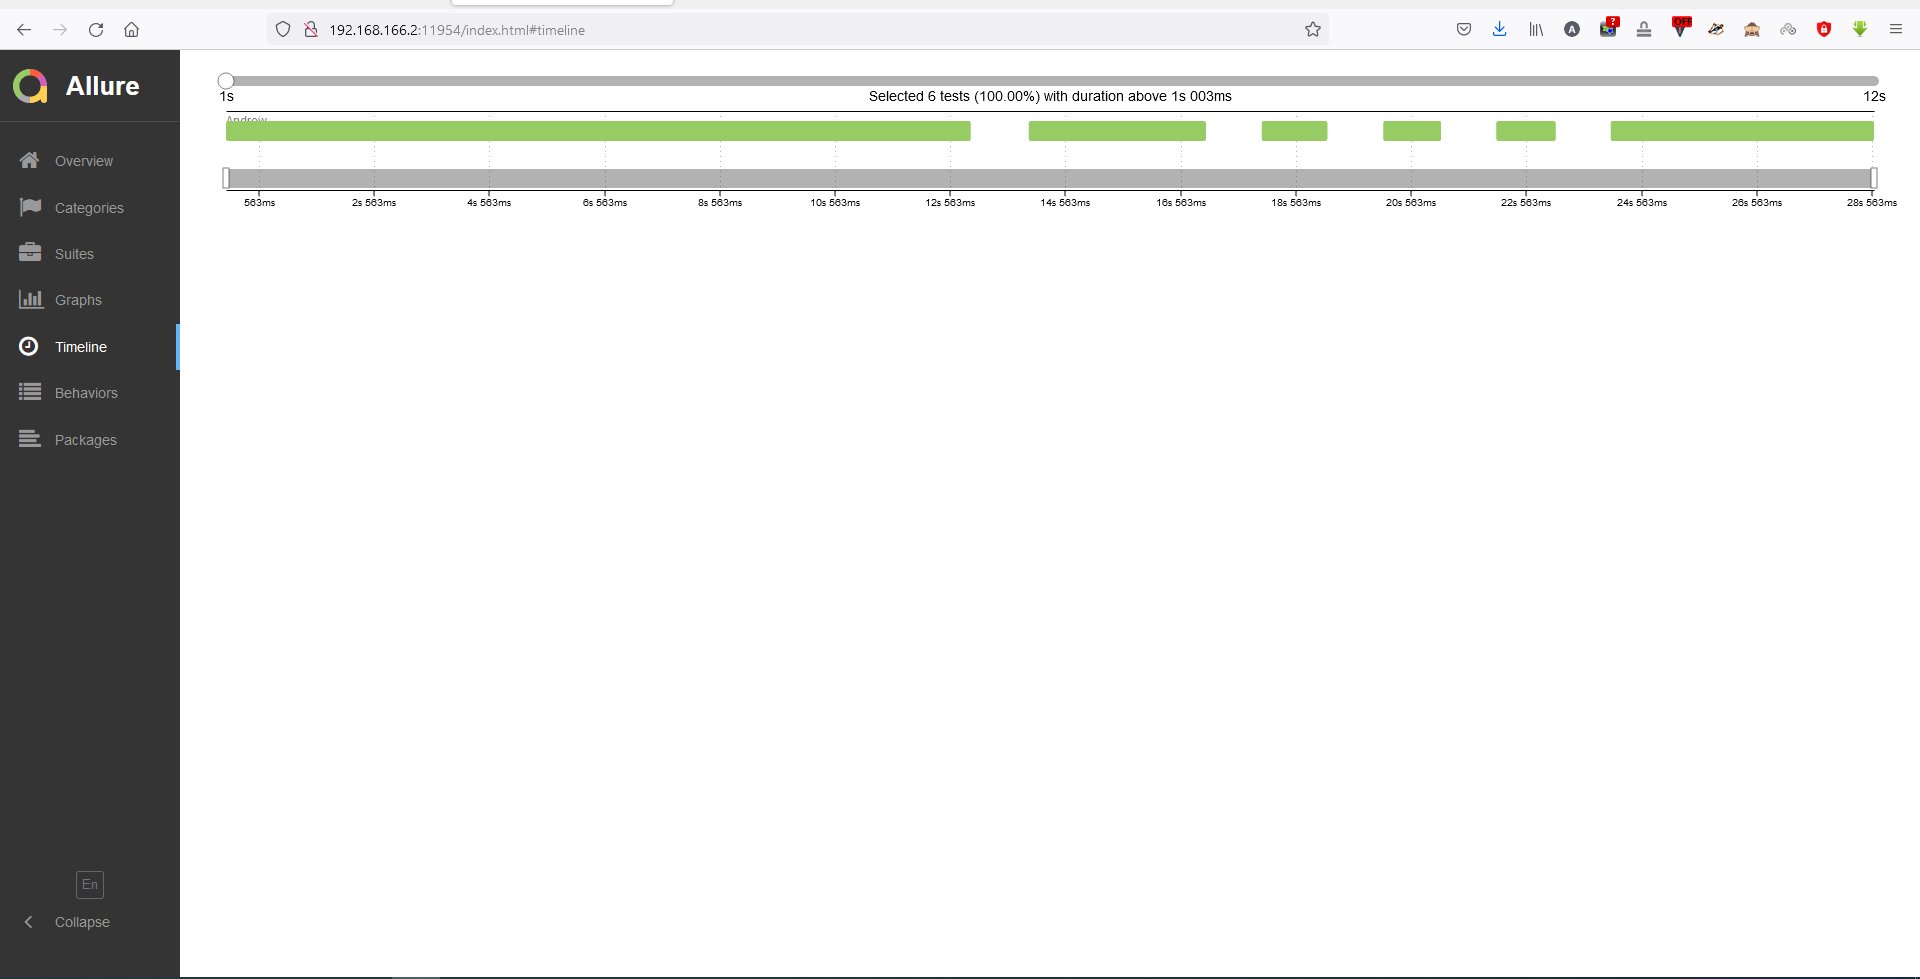 192.168.166.2:11954/index.html#timeline
A
?
OFF
Allure
1s
Selected 6 tests (100.00%) with duration above 1s 003ms
12s
Andrew
Overview
Categories
Suites
Graphs
Timeline
Behaviors
Packages
563ms 2s 563ms 4s 563ms 6s 563ms 8s 563ms 10s 563ms 12s 563ms 14s 563ms 16s 563ms 18s 563ms 20s 563ms 22s 563ms 24s 563ms 26s 563ms 28s 563ms
En
Collapse